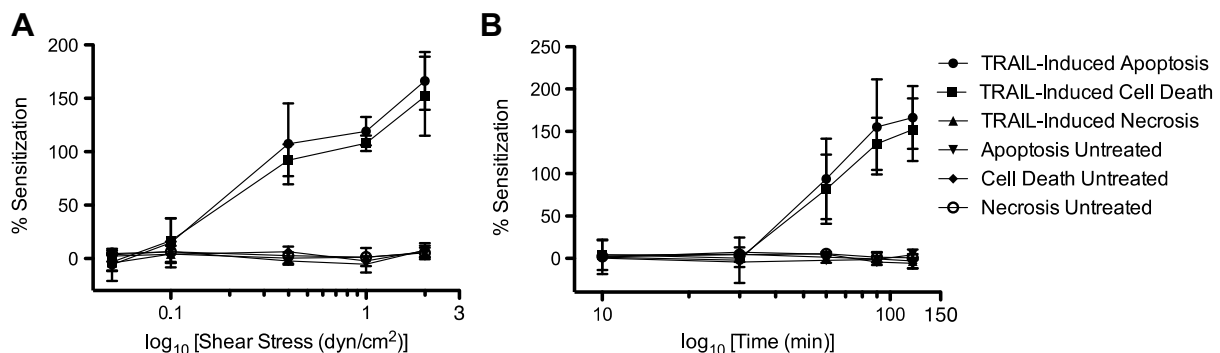 A
% Sensitization
200
150
100
50
0
0.1
1
3
log10 [Shear Stress (dyn/cm2)]
B
% Sensitization
250
200
150
100
50
0
10
100
150
log10 [Time (min)]
TRAIL-Induced Apoptosis
TRAIL-Induced Cell Death
TRAIL-Induced Necrosis
Apoptosis Untreated
Cell Death Untreated
Necrosis Untreated